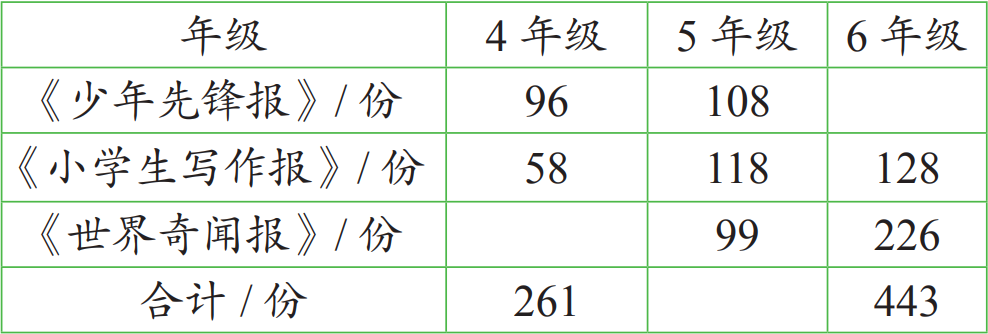 年级 4年级 5年级 6年级
《少年先锋报》/份 96 108
《小学生写作报》/份 58 118 128
《世界奇闻报》/份 99 226
合计/份 261 443